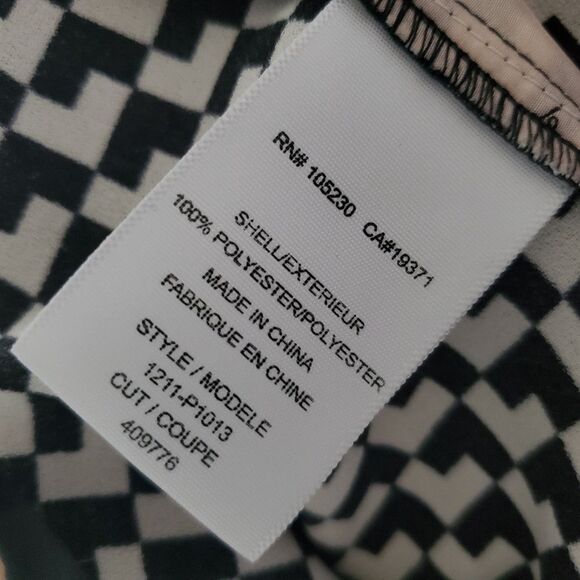 RN# 105230 CA#19371
SHELL/EXTERIEUR
100% POLYESTER/POLYESTER
MADE IN CHINA
FABRIQUE EN CHINE
STYLE / MODELE
1211-P1013
CUT / COUPE
409776